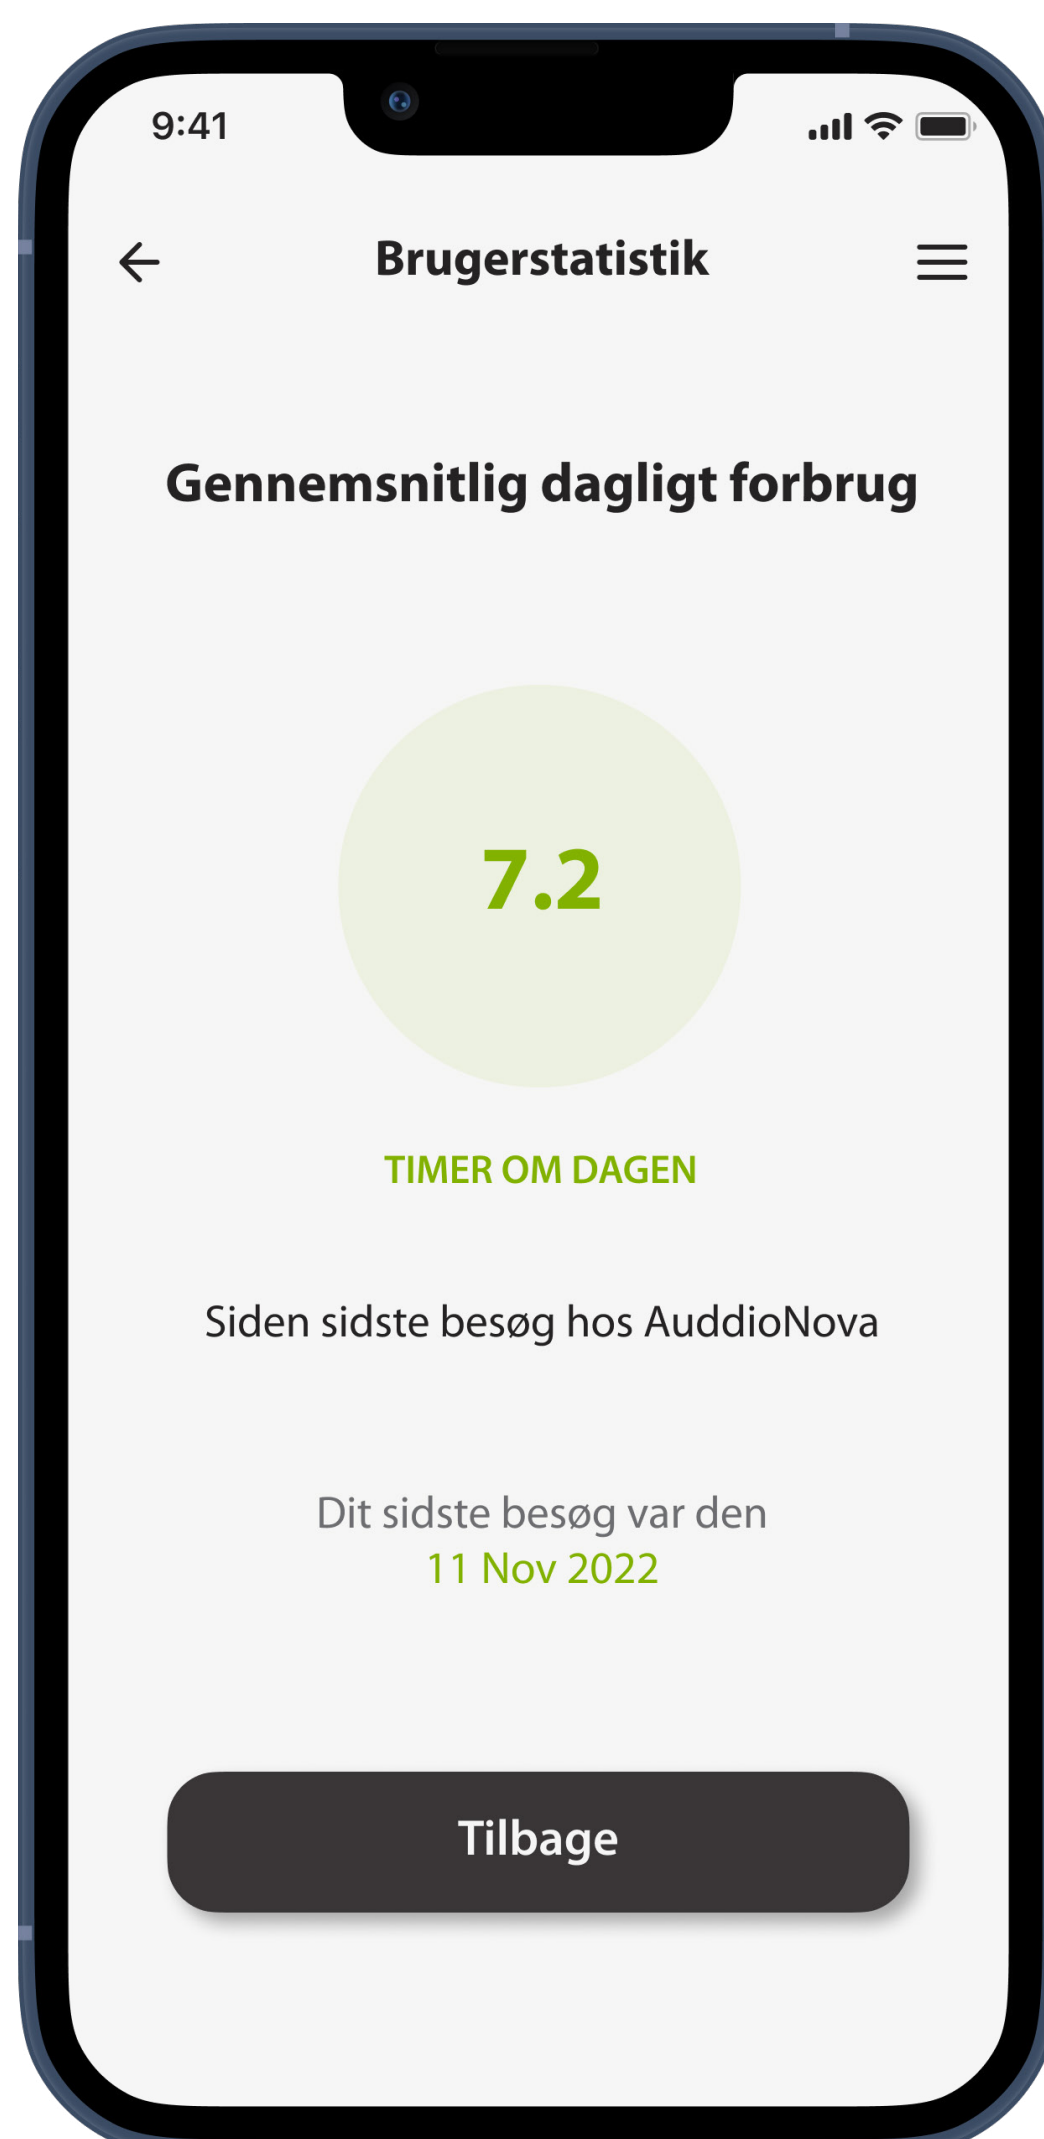 9:41
Brugerstatistik
Gennemsnitlig dagligt forbrug
7.2
TIMER OM DAGEN
Siden sidste besøg hos AuddioNova
Dit sidste besøg var den
11 Nov 2022
Tilbage